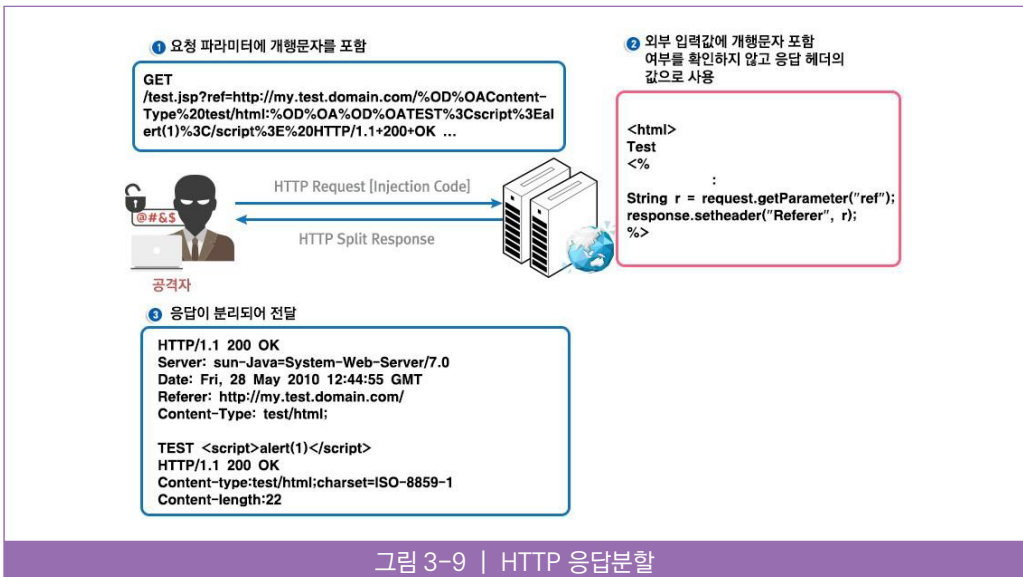 1 요청 파라미터에 개행문자를 포함
GET
/test.jsp?ref=http://my.test.domain.com/%OD%OAContent-
Type%20test/html:%OD%OA%OD%OATEST%3Cscript%3Eal
ert(1)%3C/script%3E%20HTTP/1.1+200+OK ...
2 외부 입력값에 개행문자 포함
여부를 확인하지 않고 응답 헤더의
값으로 사용
<html>
Test
<%
:
String r = request.getParameter("ref");
response.setheader("Referer", r);
%>
HTTP Request [Injection Code]
HTTP Split Response
@#&$
공격자
3 응답이 분리되어 전달
HTTP/1.1 200 OK
Server: sun-Java=System-Web-Server/7.0
Date: Fri, 28 May 2010 12:44:55 GMT
Referer: http://my.test.domain.com/
Content-Type: test/html;
TEST <script>alert(1)</script>
HTTP/1.1 200 OK
Content-type:test/html;charset=ISO-8859-1
Content-length:22
그림 3-9 | HTTP 응답분할